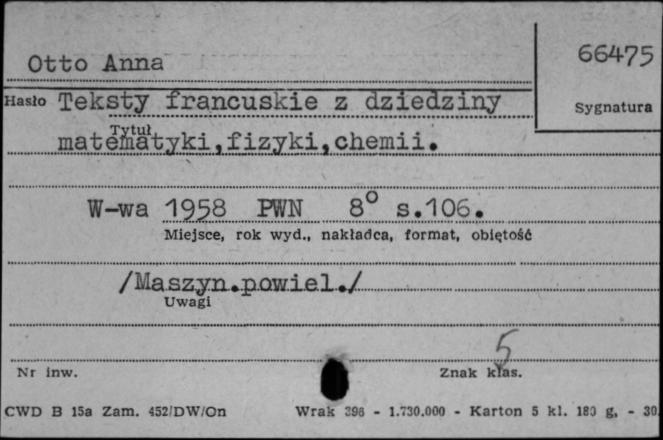 Otto Anna
66475
Sygnatura
Hasło Teksty francuskie z dziedziny
Tytuł
matematyki,fizyki,chemii.
W-wa 1958 PWN 8° s.106.
Miejsce, rok wyd., nakładca, format, objętość
/Maszyn.powiel./
Uwagi
5
Nr inw.
Znak klas.
CWD B 15a Zam. 452/DW/On Wrak 396 - 1.730.000 - Karton 5 kl. 180 g. - 30